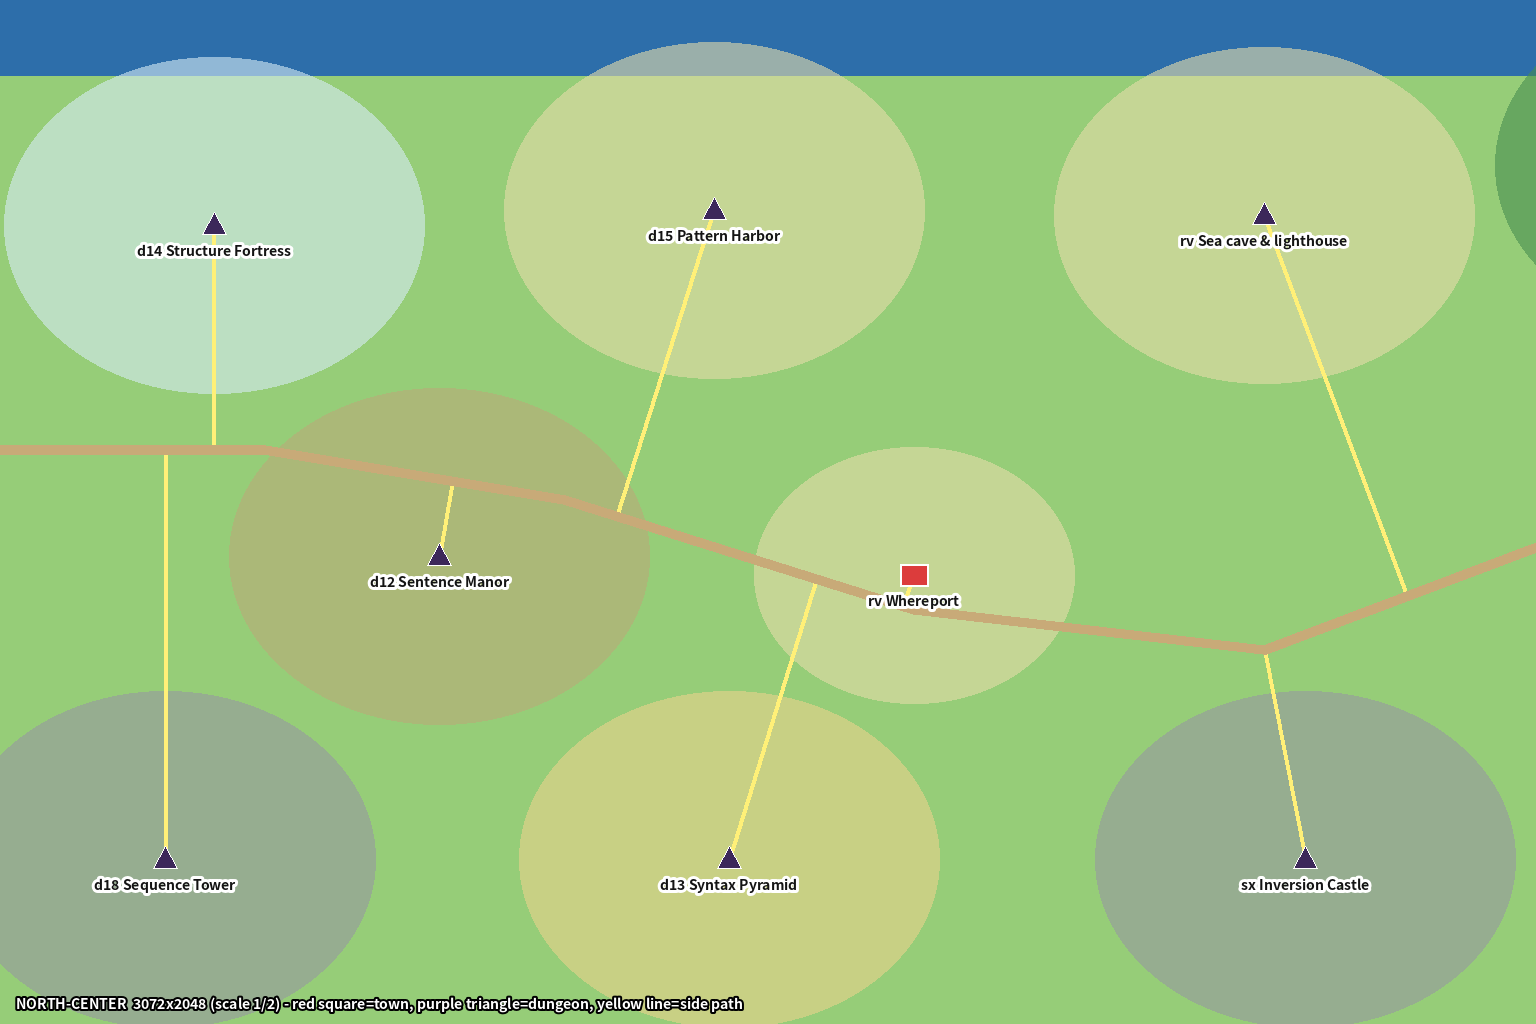 d14 Structure Fortress
d15 Pattern Harbor
rv Sea cave & lighthouse
d12 Sentence Manor
rv Whereport
d18 Sequence Tower
d13 Syntax Pyramid
sx Inversion Castle
NORTH-CENTER  3072x2048 (scale 1/2) - red square=town, purple triangle=dungeon, yellow line=side path